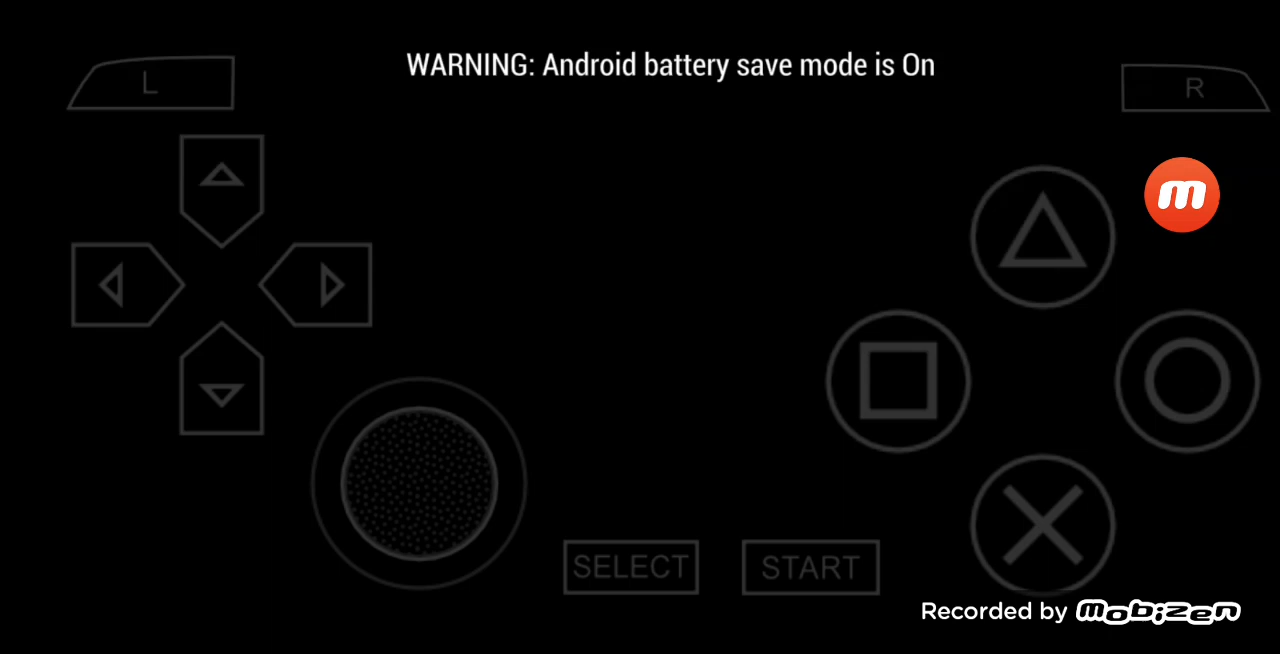 WARNING: Android battery save mode is On
L
R
m
SELECT
START
Recorded by mobizen